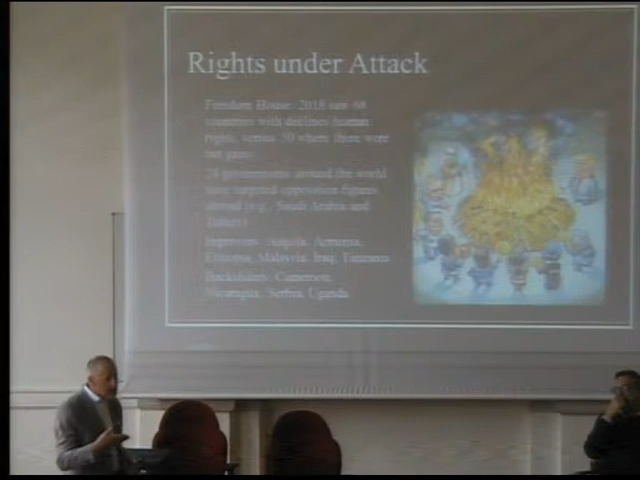 Rights under Attack
Freedom House: 2018 saw 68
countries with declines human
rights, versus 50 where there were
net gains
24 governments around the world
have targeted opposition figures
abroad (e.g., Saudi Arabia and
Improvers: Angola, Armenia,
Ethiopia, Malaysia, Iraq, Tanzania
Backsliders: Cameroon,
Nicaragua, Serbia, Uganda